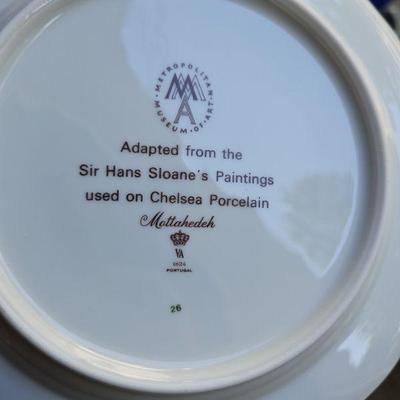 METROPOLITAN
MMA
MUSEUM·OF·ART
Adapted from the
Sir Hans Sloane's Paintings
used on Chelsea Porcelain
Mottahedeh
VA
1824
PORTUGAL
26